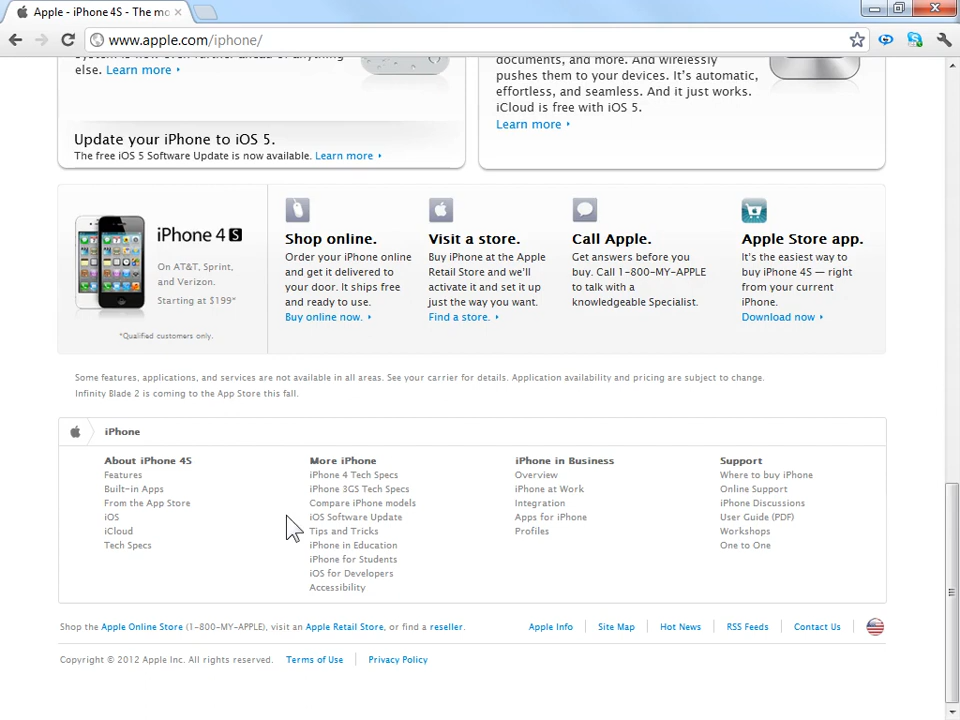 Apple - iPhone 4S - The mo
www.apple.com/iphone/
else. Learn more
Update your iPhone to iOS 5.
The free iOS 5 Software Update is now available. Learn more
documents, and more. And wirelessly
pushes them to your devices. It's automatic,
effortless, and seamless. And it just works.
iCloud is free with iOS 5.
Learn more
iPhone 4S
On AT&T, Sprint,
and Verizon.
Starting at $199*
*Qualified customers only.
Shop online.
Order your iPhone online
and get it delivered to
your door. It ships free
and ready to use.
Buy online now.
Visit a store.
Buy iPhone at the Apple
Retail Store and we'll
activate it and set it up
just the way you want.
Find a store.
Call Apple.
Get answers before you
buy. Call 1-800-MY-APPLE
to talk with a
knowledgeable Specialist.
Apple Store app.
It's the easiest way to
buy iPhone 4S — right
from your current
iPhone.
Download now
Some features, applications, and services are not available in all areas. See your carrier for details. Application availability and pricing are subject to change.
Infinity Blade 2 is coming to the App Store this fall.
iPhone
About iPhone 4S
Features
Built-in Apps
From the App Store
iOS
iCloud
Tech Specs
More iPhone
iPhone 4 Tech Specs
iPhone 3GS Tech Specs
Compare iPhone models
iOS Software Update
Tips and Tricks
iPhone in Education
iPhone for Students
iOS for Developers
Accessibility
iPhone in Business
Overview
iPhone at Work
Integration
Apps for iPhone
Profiles
Support
Where to buy iPhone
Online Support
iPhone Discussions
User Guide (PDF)
Workshops
One to One
Shop the Apple Online Store (1-800-MY-APPLE), visit an Apple Retail Store, or find a reseller.
Apple Info Site Map Hot News RSS Feeds Contact Us
Copyright © 2012 Apple Inc. All rights reserved. Terms of Use Privacy Policy